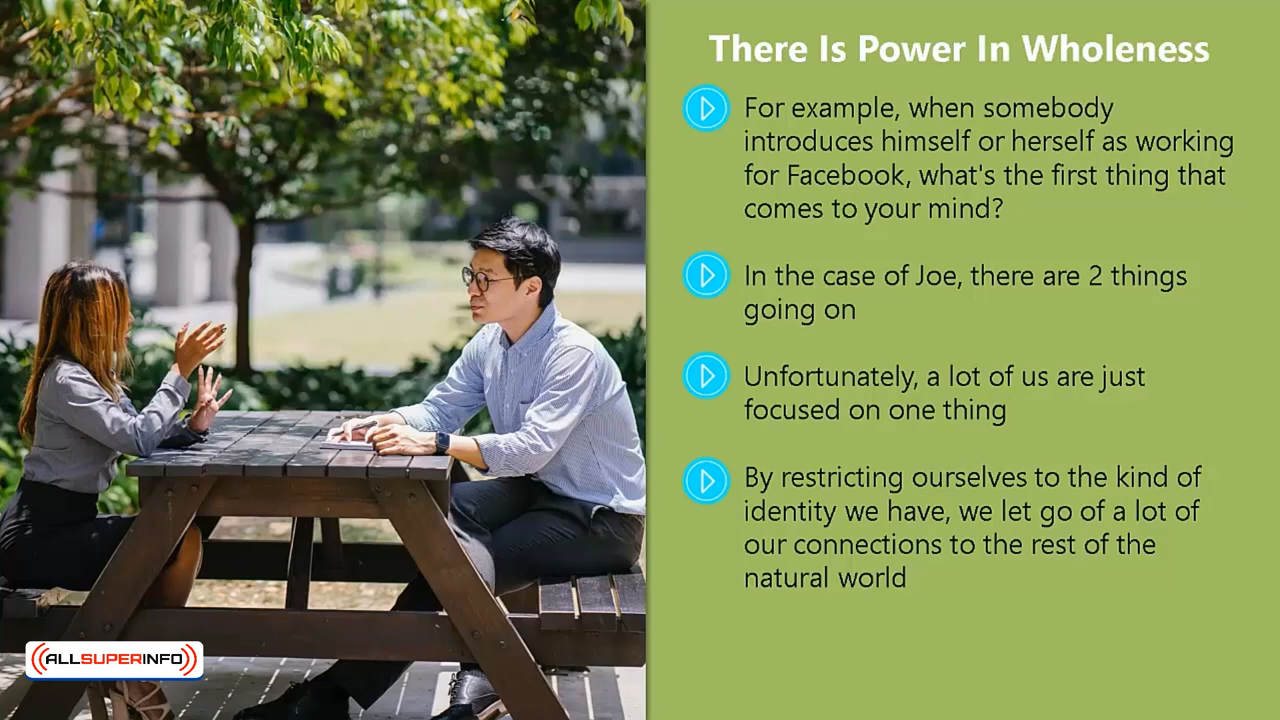 There Is Power In Wholeness
For example, when somebody
introduces himself or herself as working
for Facebook, what's the first thing that
comes to your mind?
In the case of Joe, there are 2 things
going on
Unfortunately, a lot of us are just
focused on one thing
By restricting ourselves to the kind of
identity we have, we let go of a lot of
our connections to the rest of the
natural world
ALLSUPERINFO